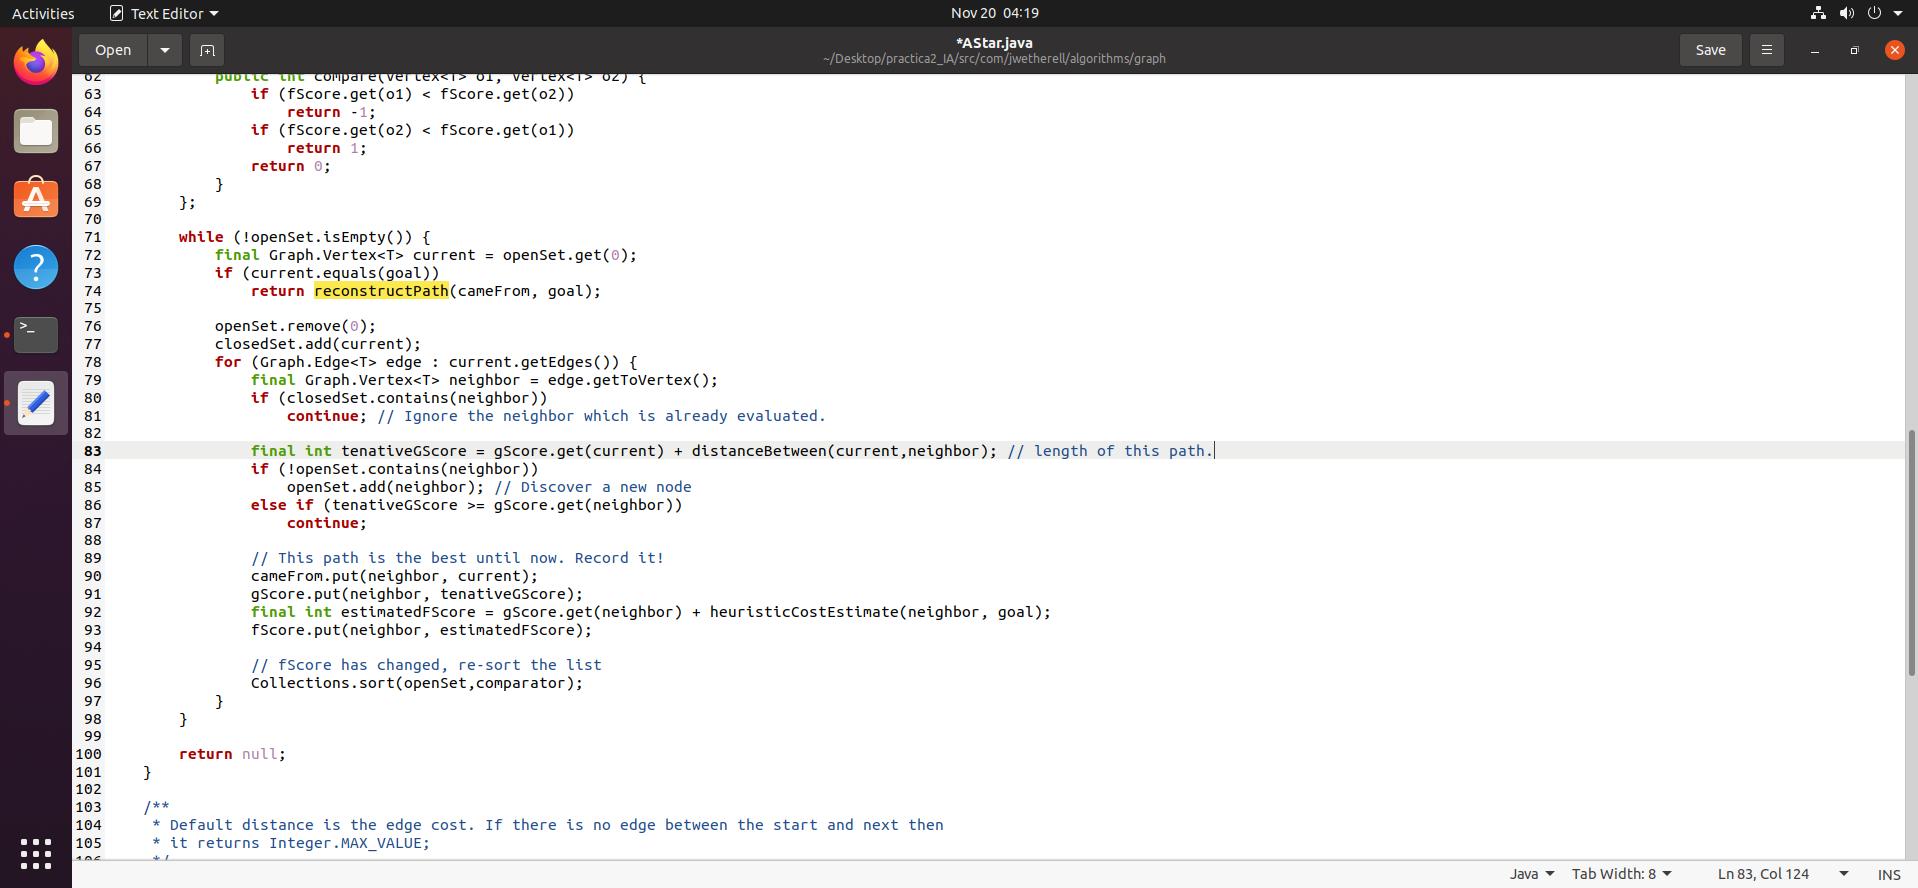 Activities
Text Editor
Nov 20 04:19
Open
*AStar.java
~/Desktop/practica2_IA/src/com/jwetherell/algorithms/graph
Save
62 public int compare(Vertex<T> o1, Vertex<T> o2) {
63 if (fScore.get(o1) < fScore.get(o2))
64 return -1;
65 if (fScore.get(o2) < fScore.get(o1))
66 return 1;
67 return 0;
68 }
69 };
70
71 while (!openSet.isEmpty()) {
72 final Graph.Vertex<T> current = openSet.get(0);
73 if (current.equals(goal))
74 return reconstructPath(cameFrom, goal);
75
76 openSet.remove(0);
77 closedSet.add(current);
78 for (Graph.Edge<T> edge : current.getEdges()) {
79 final Graph.Vertex<T> neighbor = edge.getToVertex();
80 if (closedSet.contains(neighbor))
81 continue; // Ignore the neighbor which is already evaluated.
82
83 final int tenativeGScore = gScore.get(current) + distanceBetween(current,neighbor); // length of this path.
84 if (!openSet.contains(neighbor))
85 openSet.add(neighbor); // Discover a new node
86 else if (tenativeGScore >= gScore.get(neighbor))
87 continue;
88
89 // This path is the best until now. Record it!
90 cameFrom.put(neighbor, current);
91 gScore.put(neighbor, tenativeGScore);
92 final int estimatedFScore = gScore.get(neighbor) + heuristicCostEstimate(neighbor, goal);
93 fScore.put(neighbor, estimatedFScore);
94
95 // fScore has changed, re-sort the list
96 Collections.sort(openSet,comparator);
97 }
98 }
99
100 return null;
101 }
102
103 /**
104 * Default distance is the edge cost. If there is no edge between the start and next then
105 * it returns Integer.MAX_VALUE;
106 */
Java
Tab Width: 8
Ln 83, Col 124
INS